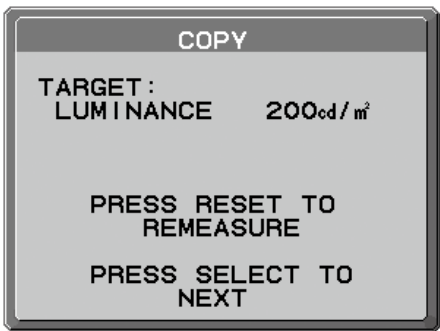 COPY
TARGET:
LUMINANCE 200cd/㎡
PRESS RESET TO
REMEASURE
PRESS SELECT TO
NEXT